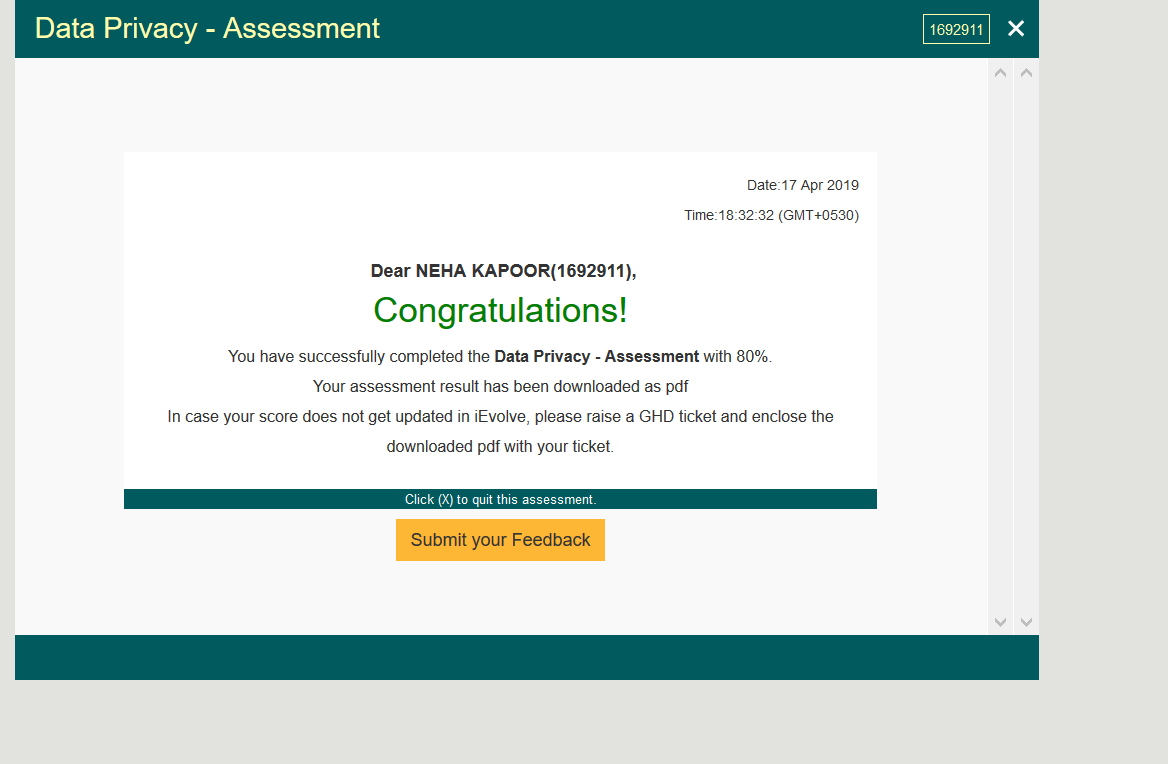 Data Privacy - Assessment
1692911
Date:17 Apr 2019
Time:18:32:32 (GMT+0530)
Dear NEHA KAPOOR(1692911),
Congratulations!
You have successfully completed the Data Privacy - Assessment with 80%.
Your assessment result has been downloaded as pdf
In case your score does not get updated in iEvolve, please raise a GHD ticket and enclose the
downloaded pdf with your ticket.
Click (X) to quit this assessment.
Submit your Feedback